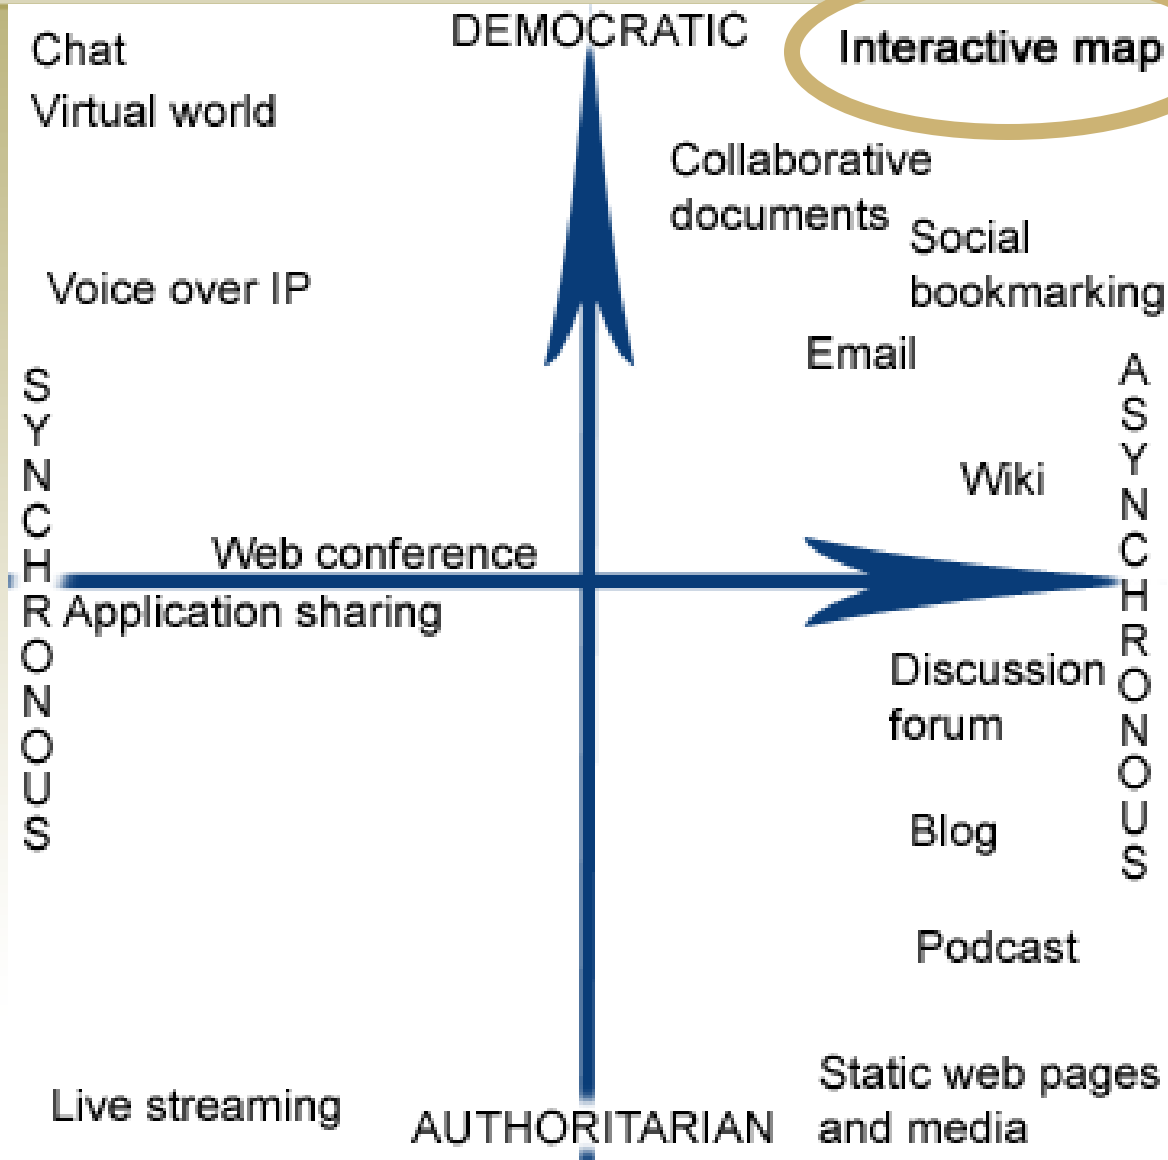 DEMOCRATIC
Chat
Interactive map
Virtual world
Collaborative
documents
Social
bookmarking
Voice over IP
Email
SYNCHRONOUS
ASYNCHRONOUS
Wiki
Web conference
Application sharing
Discussion
forum
Blog
Podcast
Static web pages
and media
Live streaming
AUTHORITARIAN